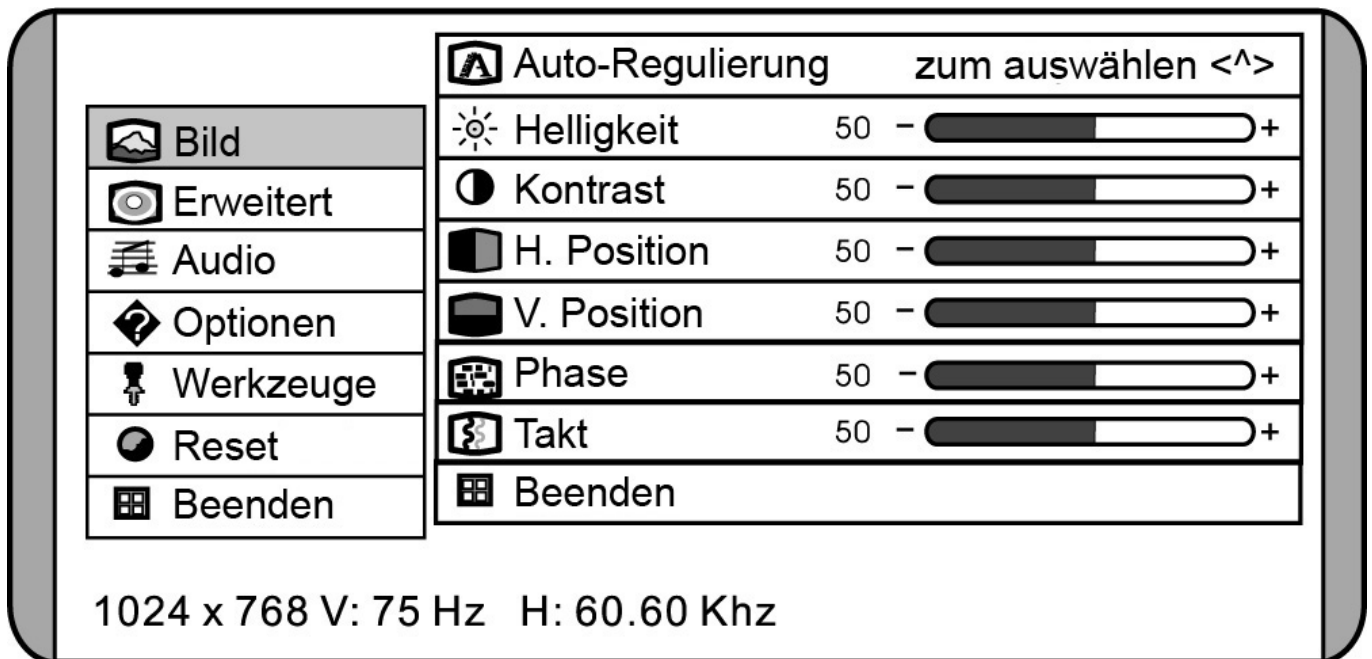 Bild
Erweitert
Audio
Optionen
Werkzeuge
Reset
Beenden
Auto-Regulierung zum auswählen <^>
Helligkeit 50 - +
Kontrast 50 - +
H. Position 50 - +
V. Position 50 - +
Phase 50 - +
Takt 50 - +
Beenden
1024 x 768 V: 75 Hz H: 60.60 Khz